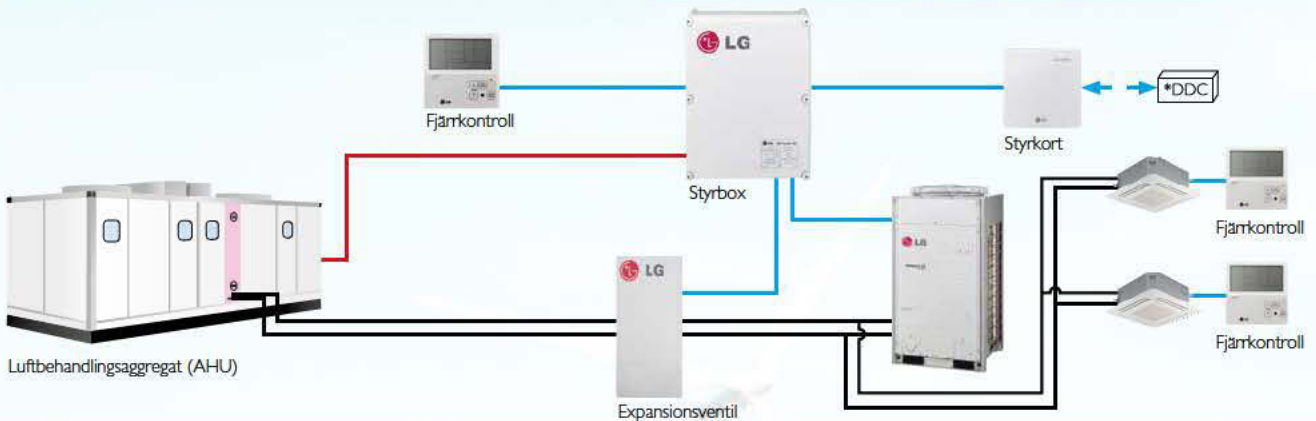 LG
Fjärrkontroll
*DDC
Styrkort
Styrbox
Fjärrkontroll
LG
LG
Fjärrkontroll
Luftbehandlingsaggregat (AHU)
Expansionsventil